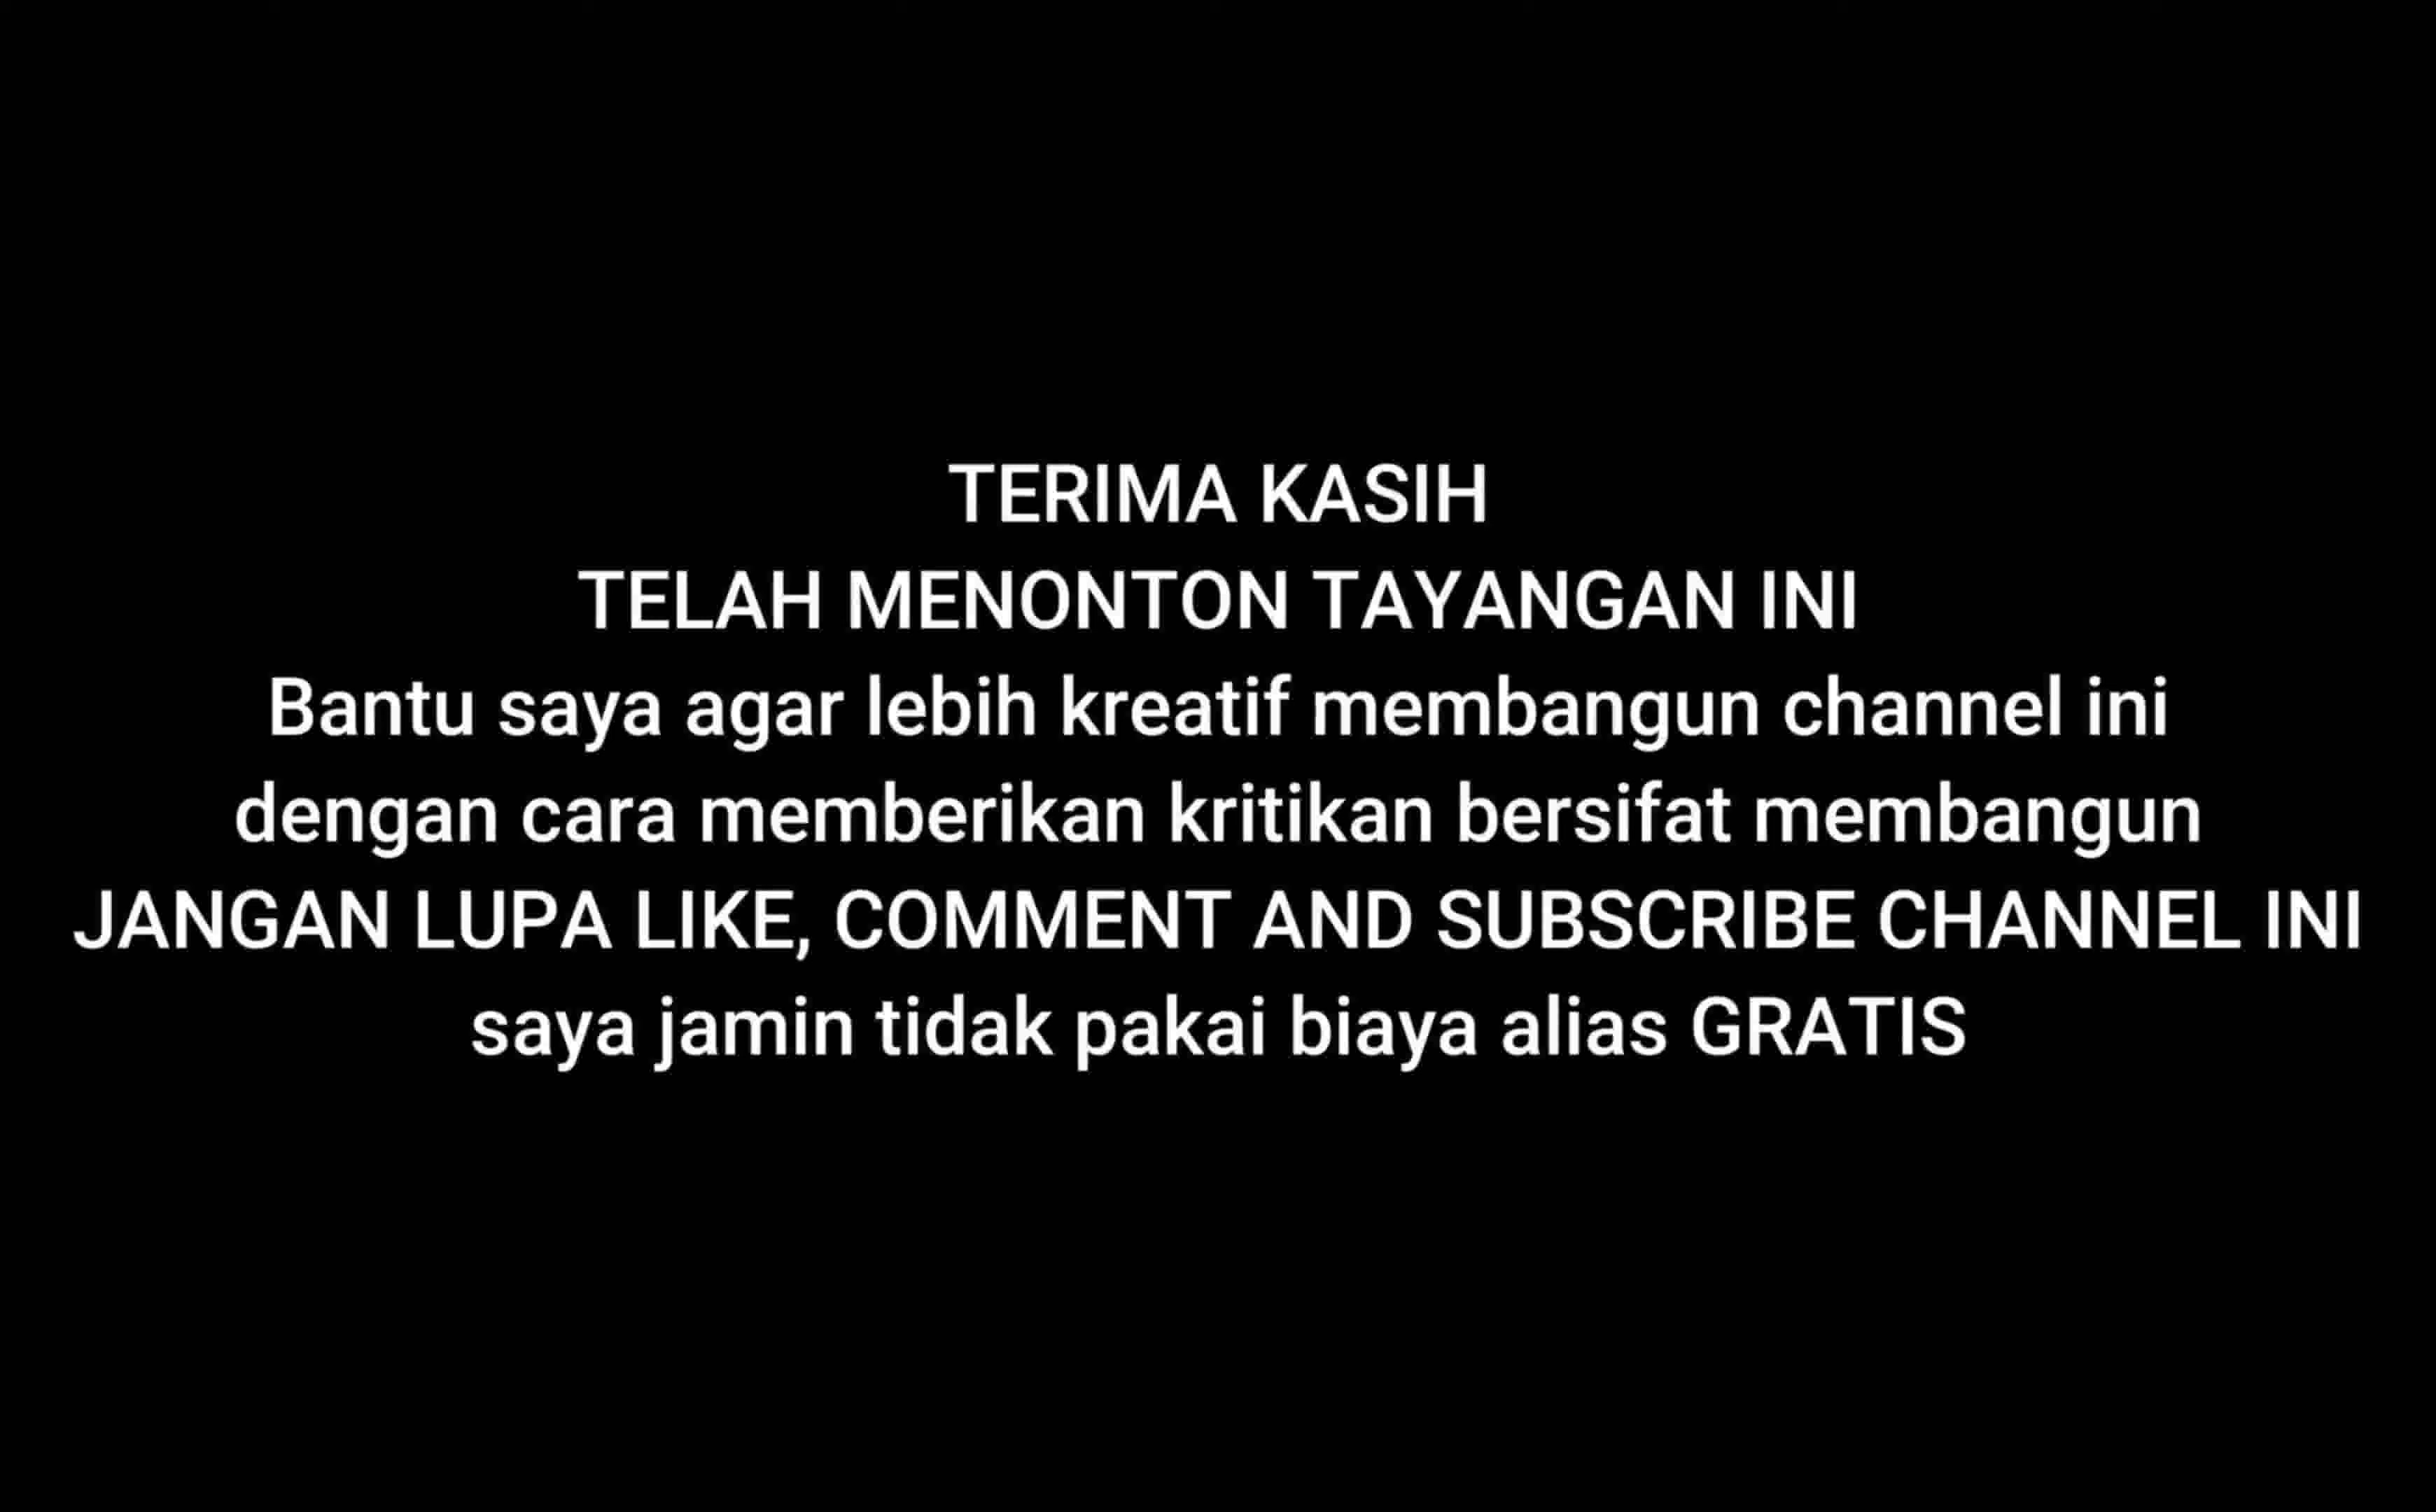 TERIMA KASIH
TELAH MENONTON TAYANGAN INI
Bantu saya agar lebih kreatif membangun channel ini
dengan cara memberikan kritikan bersifat membangun
JANGAN LUPA LIKE, COMMENT AND SUBSCRIBE CHANNEL INI
saya jamin tidak pakai biaya alias GRATIS